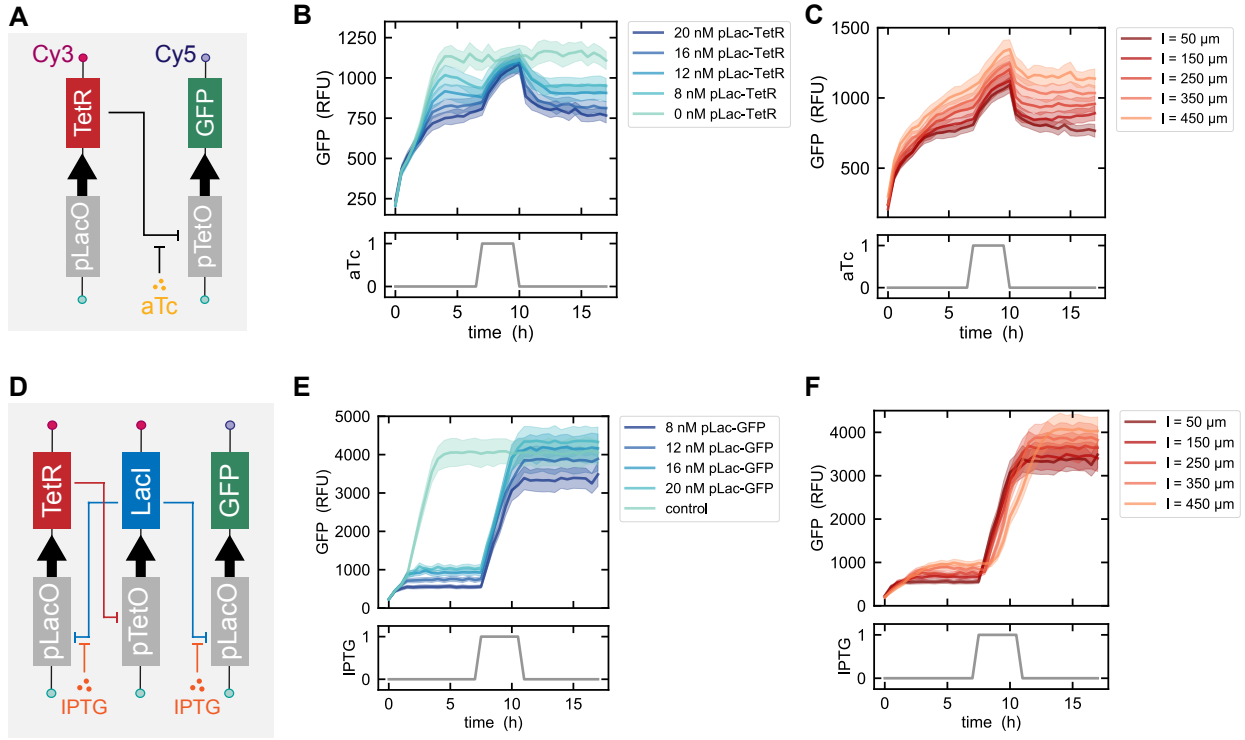 A
Cy3
Cy5
TetR
GFP
pLacO
pTetO
aTc
B
GFP (RFU)
1250
1000
750
500
250
20 nM pLac-TetR
16 nM pLac-TetR
12 nM pLac-TetR
8 nM pLac-TetR
0 nM pLac-TetR
aTc
1
0
0 5 10 15
time (h)
C
GFP (RFU)
1500
1000
500
l = 50 µm
l = 150 µm
l = 250 µm
l = 350 µm
l = 450 µm
aTc
1
0
0 5 10 15
time (h)
D
TetR
LacI
GFP
pLacO
pTetO
pLacO
IPTG
IPTG
E
GFP (RFU)
5000
4000
3000
2000
1000
0
8 nM pLac-GFP
12 nM pLac-GFP
16 nM pLac-GFP
20 nM pLac-GFP
control
IPTG
1
0
0 5 10 15
time (h)
F
GFP (RFU)
4000
3000
2000
1000
0
l = 50 µm
l = 150 µm
l = 250 µm
l = 350 µm
l = 450 µm
IPTG
1
0
0 5 10 15
time (h)